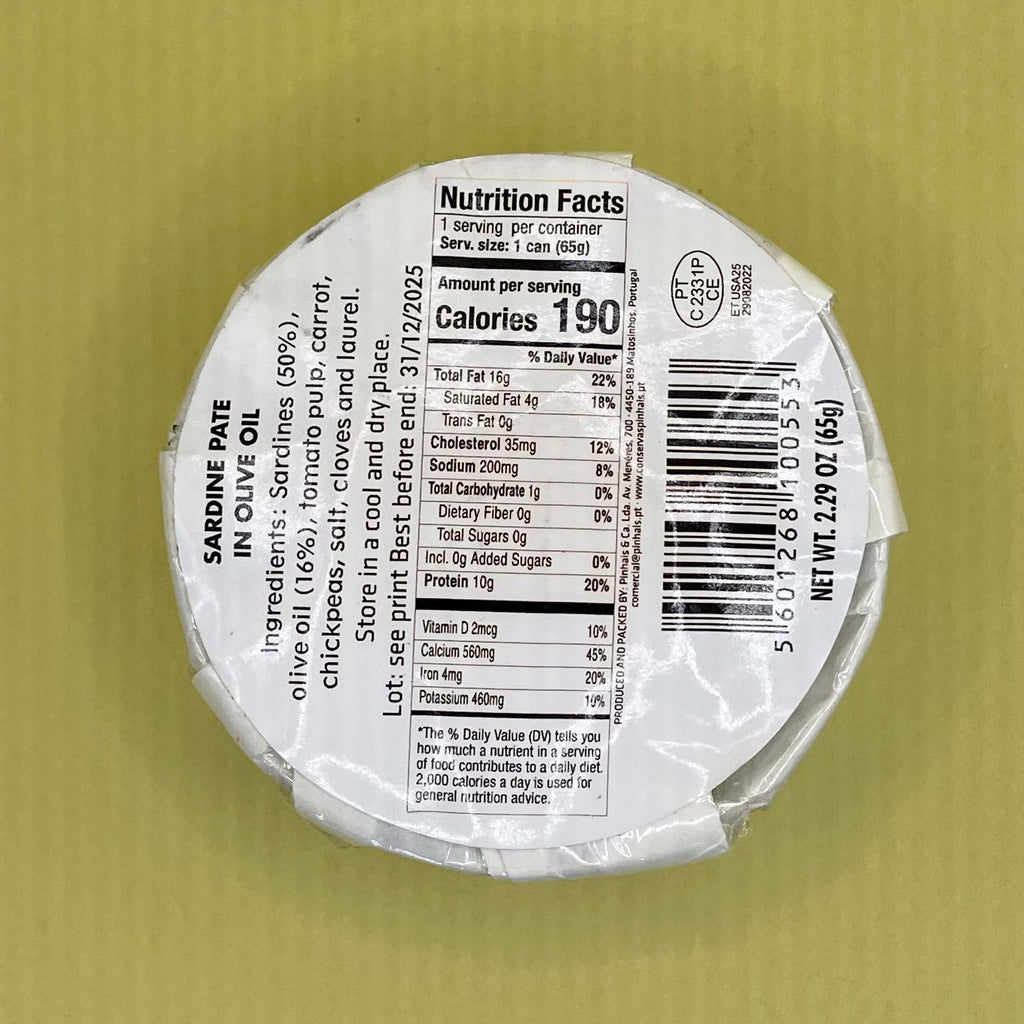 SARDINE PATE
IN OLIVE OIL
Ingredients: Sardines (50%),
olive oil (16%), tomato pulp, carrot,
chickpeas, salt, cloves and laurel.
Store in a cool and dry place.
Lot: see print Best before end: 31/12/2025
Nutrition Facts
1 serving per container
Serv. size: 1 can (65g)
Amount per serving
Calories 190
% Daily Value*
Total Fat 16g 22%
Saturated Fat 4g 18%
Trans Fat 0g
Cholesterol 35mg 12%
Sodium 200mg 8%
Total Carbohydrate 1g 0%
Dietary Fiber 0g 0%
Total Sugars 0g
Incl. 0g Added Sugars 0%
Protein 10g 20%
Vitamin D 2mcg 10%
Calcium 560mg 45%
Iron 4mg 20%
Potassium 460mg 10%
*The % Daily Value (DV) tells you
how much a nutrient in a serving
of food contributes to a daily diet.
2,000 calories a day is used for
general nutrition advice.
PRODUCED AND PACKED BY: Pinhais & Ca. Lda. Av. Menéres, 700 · 4450-189 Matosinhos. Portugal
comercial@pinhais.pt · www.conservaspinhais.pt
PT
C 2331P
CE
ET.USA25
29082022
5 601268 100553
NET WT. 2.29 OZ (65g)